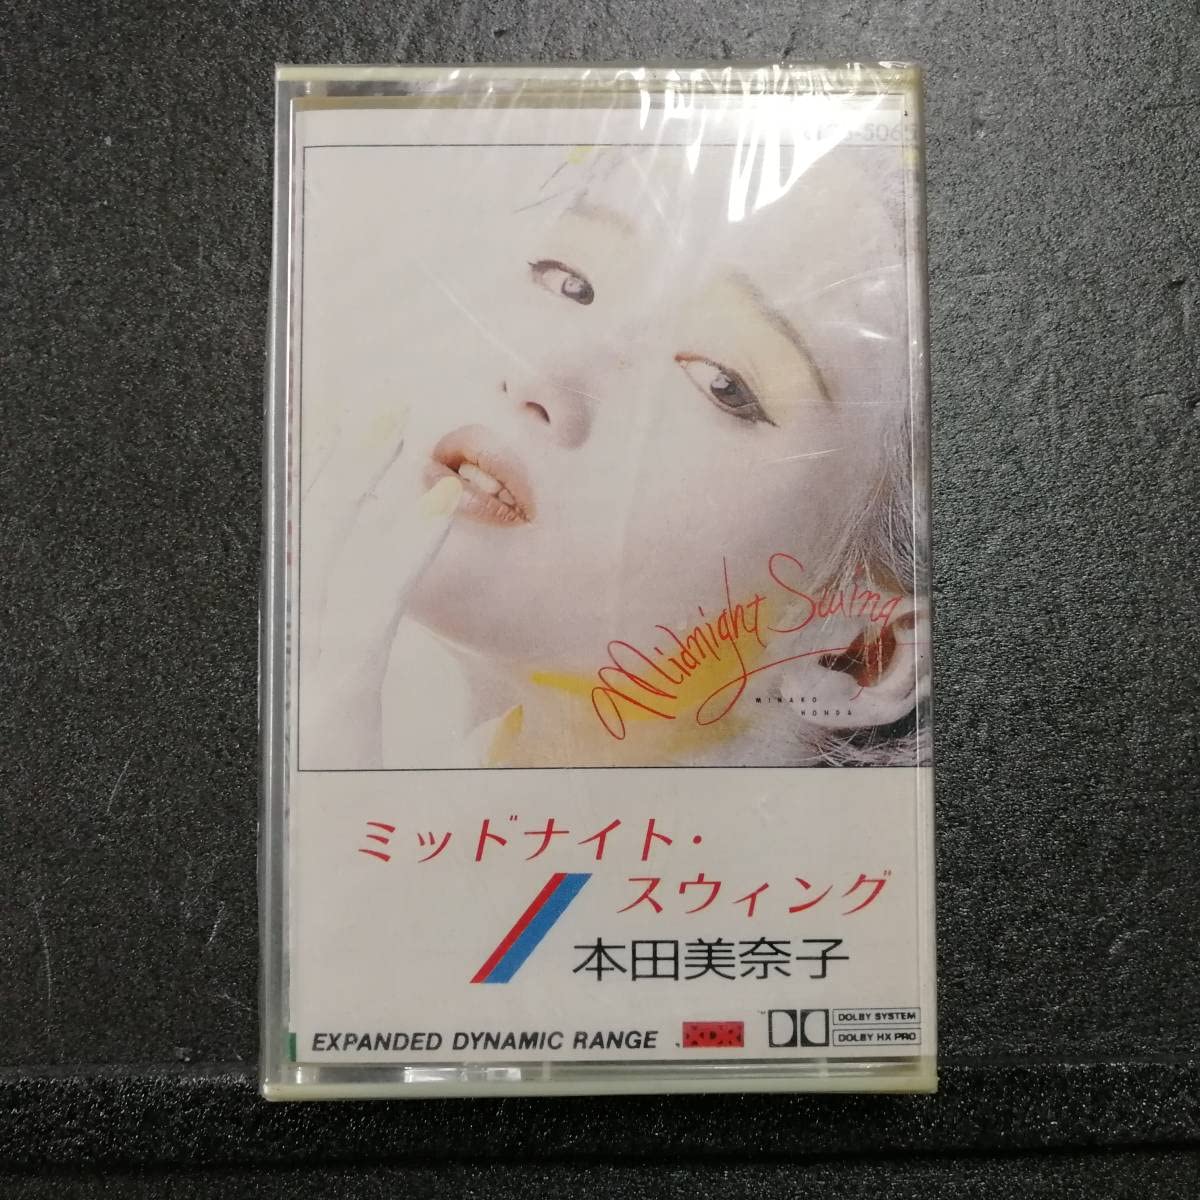 Midnight Swing
MINAKO
HONDA
ミッドナイト・
スウィング
本田美奈子
EXPANDED DYNAMIC RANGE XDR
DOLBY SYSTEM
DOLBY HX PRO